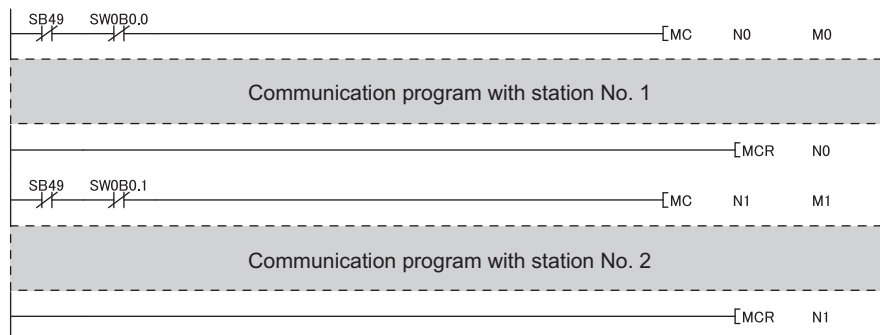 SB49 SW0B0.0
MC N0 M0
Communication program with station No. 1
MCR N0
SB49 SW0B0.1
MC N1 M1
Communication program with station No. 2
MCR N1